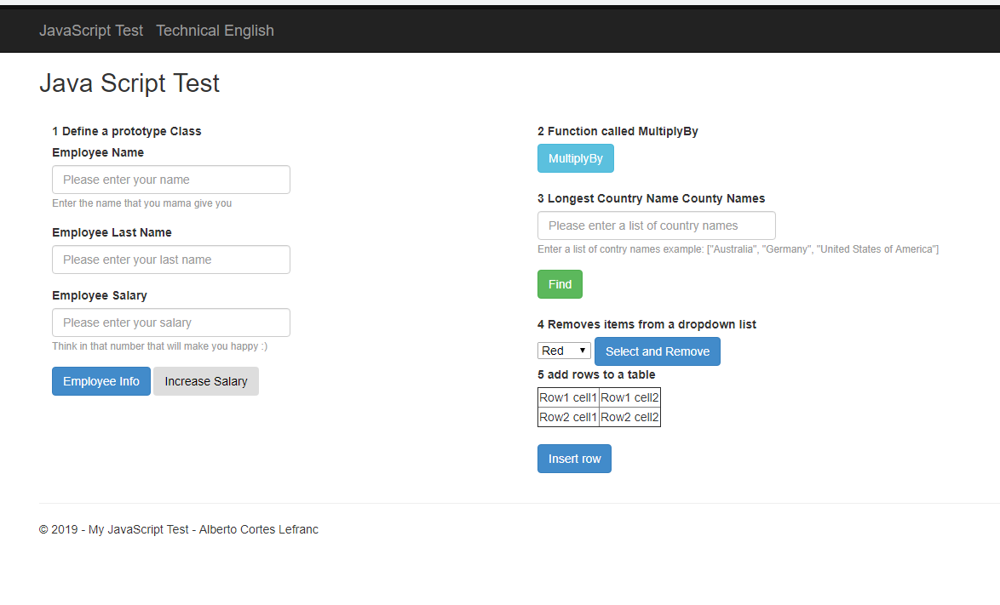 JavaScript Test Technical English
Java Script Test
1 Define a prototype Class
Employee Name
Please enter your name
Enter the name that you mama give you
Employee Last Name
Please enter your last name
Employee Salary
Please enter your salary
Think in that number that will make you happy :)
Employee Info Increase Salary
2 Function called MultiplyBy
MultiplyBy
3 Longest Country Name County Names
Please enter a list of country names
Enter a list of contry names example: ["Australia", "Germany", "United States of America"]
Find
4 Removes items from a dropdown list
Red Select and Remove
5 add rows to a table
Row1 cell1 Row1 cell2
Row2 cell1 Row2 cell2
Insert row
© 2019 - My JavaScript Test - Alberto Cortes Lefranc